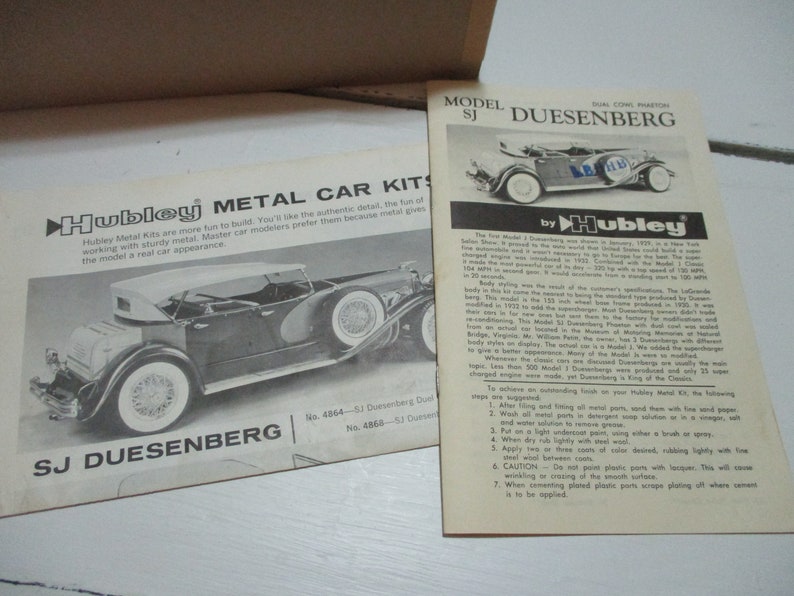 Hubley® METAL CAR KITS
Hubley Metal Kits are more fun to build. You'll like the authentic detail, the fun of
working with sturdy metal. Master car modelers prefer them because metal gives
the model a real car appearance.
SJ DUESENBERG
No. 4864—SJ Duesenberg Duel
No. 4868—SJ Duesenb
MODEL SJ DUESENBERG
DUAL COWL PHAETON
by Hubley®
The first Model J Duesenberg was shown in January, 1929, in a New York
Salon Show. It proved to the auto world that United States could build a super
fine automobile and it wasn't necessary to go to Europe for the best. The super
charged engine was introduced in 1932. Combined with the Model J Classic
it made the most powerful car of its day — 320 hp with a top speed of 130 MPH,
104 MPH in second gear. It would accelerate from a standing start to 100 MPH
in 20 seconds.
Body styling was the result of the customer's specifications. The LaGrande
body in this kit came the nearest to being the standard type produced by Duesen-
berg. This model is the 153 inch wheel base frame produced in 1930. It was
modified in 1932 to add the supercharger. Most Duesenberg owners didn't trade
their cars in for new ones but sent them to the factory for modifications and
re-conditioning. This Model SJ Duesenberg Phaeton with dual cowl was scaled
from an actual car located in the Museum of Motoring Memories at Natural
Bridge, Virginia. Mr. William Petitt, the owner, has 3 Duesenbergs with different
body styles on display. The actual car is a Model J. We added the supercharger
to give a better appearance. Many of the Model Js were so modified.
Whenever the classic cars are discussed Duesenbergs are usually the main
topic. Less than 500 Model J Duesenbergs were produced and only 25 super
charged engine were made, yet Duesenberg is King of the Classics.
To achieve an outstanding finish on your Hubley Metal Kit, the following
steps are suggested:
1. After filing and fitting all metal parts, sand them with fine sand paper.
2. Wash all metal parts in detergent soap solution or in a vinegar, salt
and water solution to remove grease.
3. Put on a light undercoat paint, using either a brush or spray.
4. When dry rub lightly with steel wool.
5. Apply two or three coats of color desired, rubbing lightly with fine
steel wool between coats.
6. CAUTION — Do not paint plastic parts with lacquer. This will cause
wrinkling or crazing of the smooth surface.
7. When cementing plated plastic parts scrape plating off where cement
is to be applied.